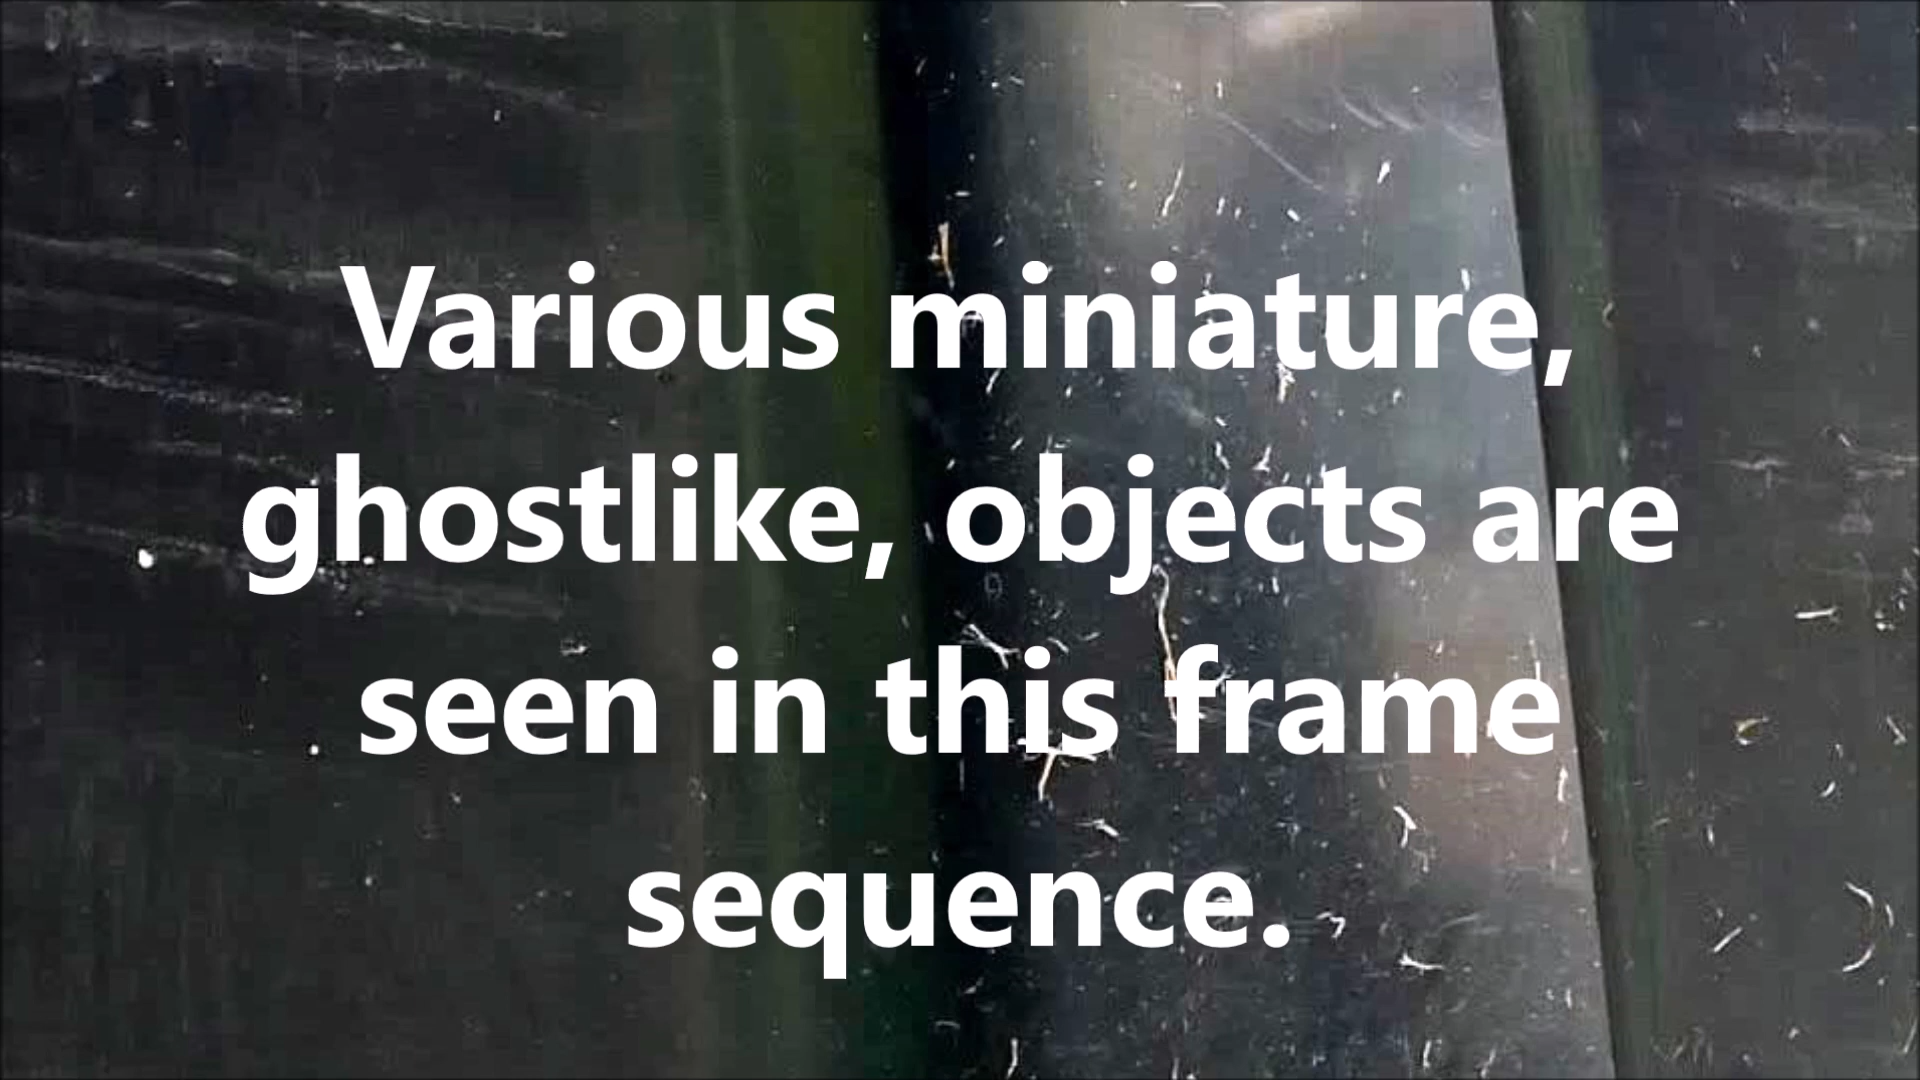 Various miniature,
ghostlike, objects are
seen in this frame
sequence.